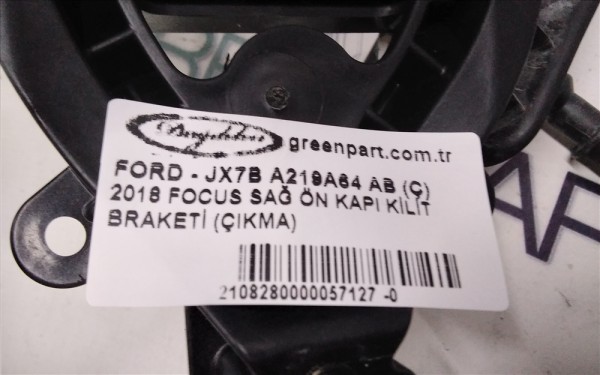 greenpart.com.tr
FORD - JX7B A219A64 AB (Ç)
2018 FOCUS SAĞ ÖN KAPI KİLİT
BRAKETİ (ÇIKMA)
2108280000057127 -0